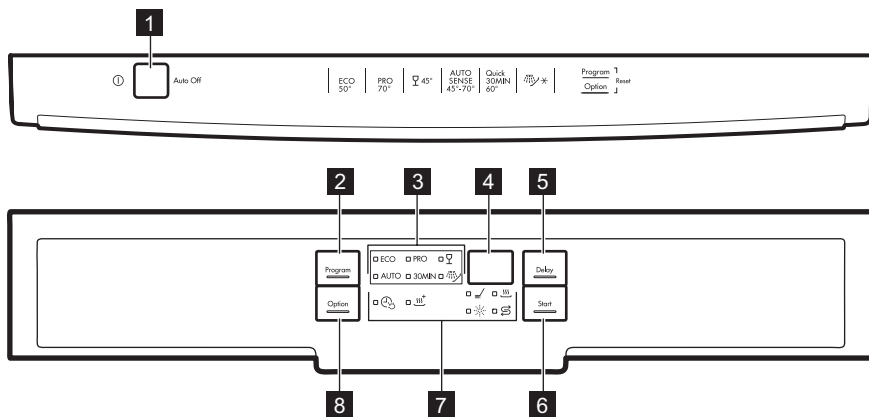 1
Auto Off
ECO
50°
PRO
70°
45°
AUTO
SENSE
45°-70°
Quick
30MIN
60°
Program
Option
Reset
2
3
4
5
Program
ECO PRO
AUTO 30MIN
Delay
Option
Start
8
7
6